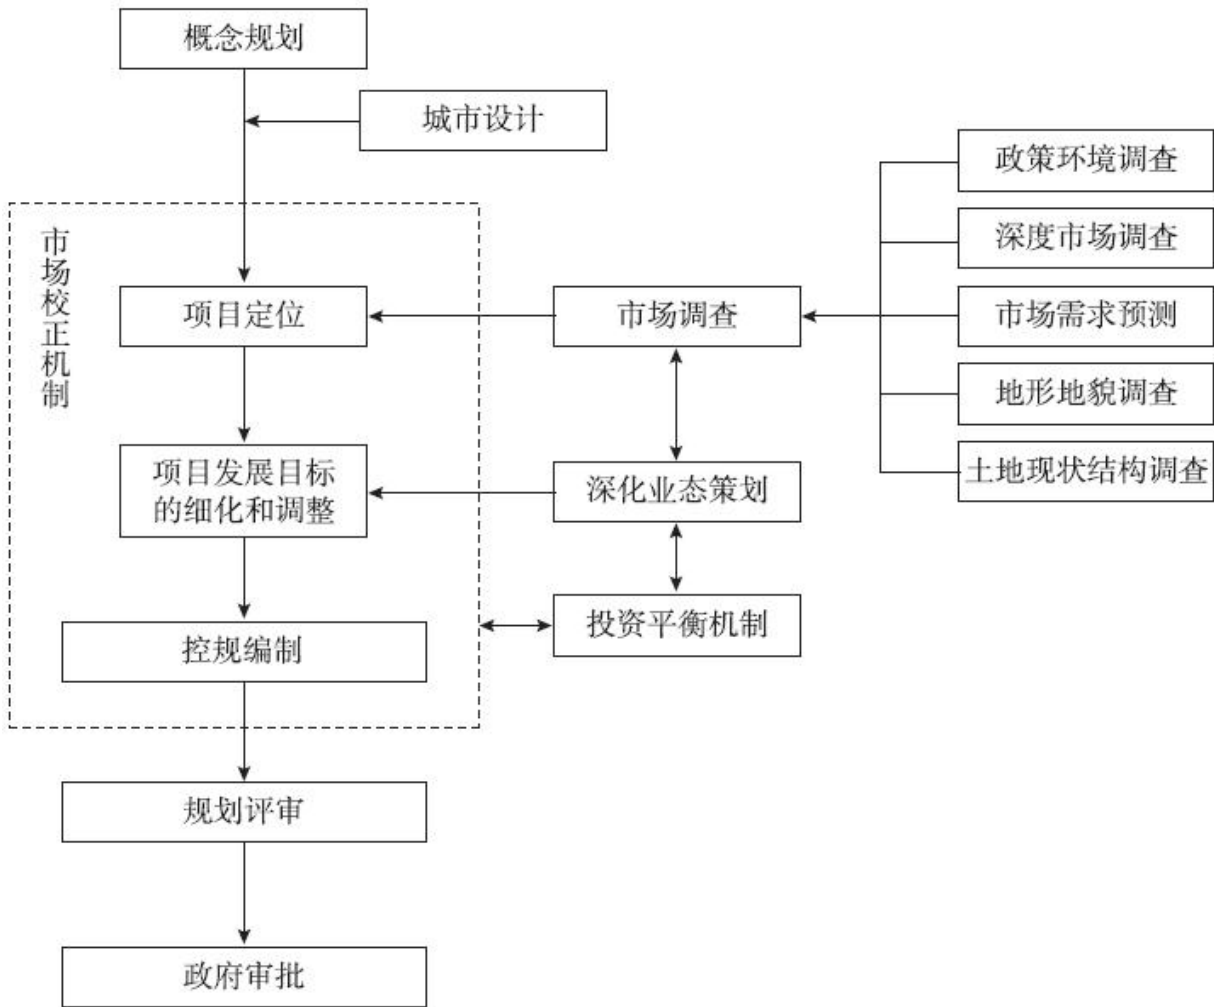 概念规划
城市设计
政策环境调查
深度市场调查
市场校正机制
项目定位
市场调查
市场需求预测
地形地貌调查
项目发展目标
的细化和调整
深化业态策划
土地现状结构调查
投资平衡机制
控规编制
规划评审
政府审批